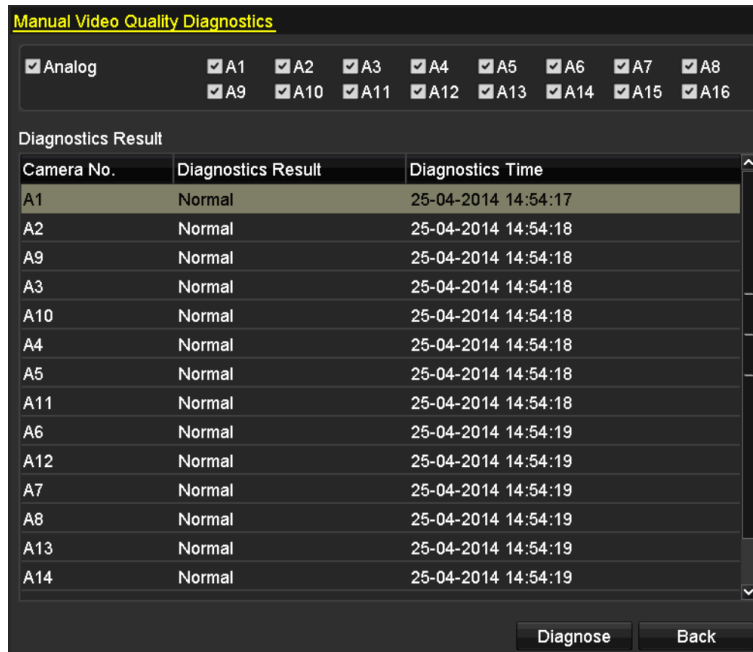 Manual Video Quality Diagnostics
Analog A1 A2 A3 A4 A5 A6 A7 A8
A9 A10 A11 A12 A13 A14 A15 A16
Diagnostics Result
Camera No. Diagnostics Result Diagnostics Time
A1 Normal 25-04-2014 14:54:17
A2 Normal 25-04-2014 14:54:18
A9 Normal 25-04-2014 14:54:18
A3 Normal 25-04-2014 14:54:18
A10 Normal 25-04-2014 14:54:18
A4 Normal 25-04-2014 14:54:18
A5 Normal 25-04-2014 14:54:18
A11 Normal 25-04-2014 14:54:18
A6 Normal 25-04-2014 14:54:19
A12 Normal 25-04-2014 14:54:19
A7 Normal 25-04-2014 14:54:19
A8 Normal 25-04-2014 14:54:19
A13 Normal 25-04-2014 14:54:19
A14 Normal 25-04-2014 14:54:19
Diagnose Back